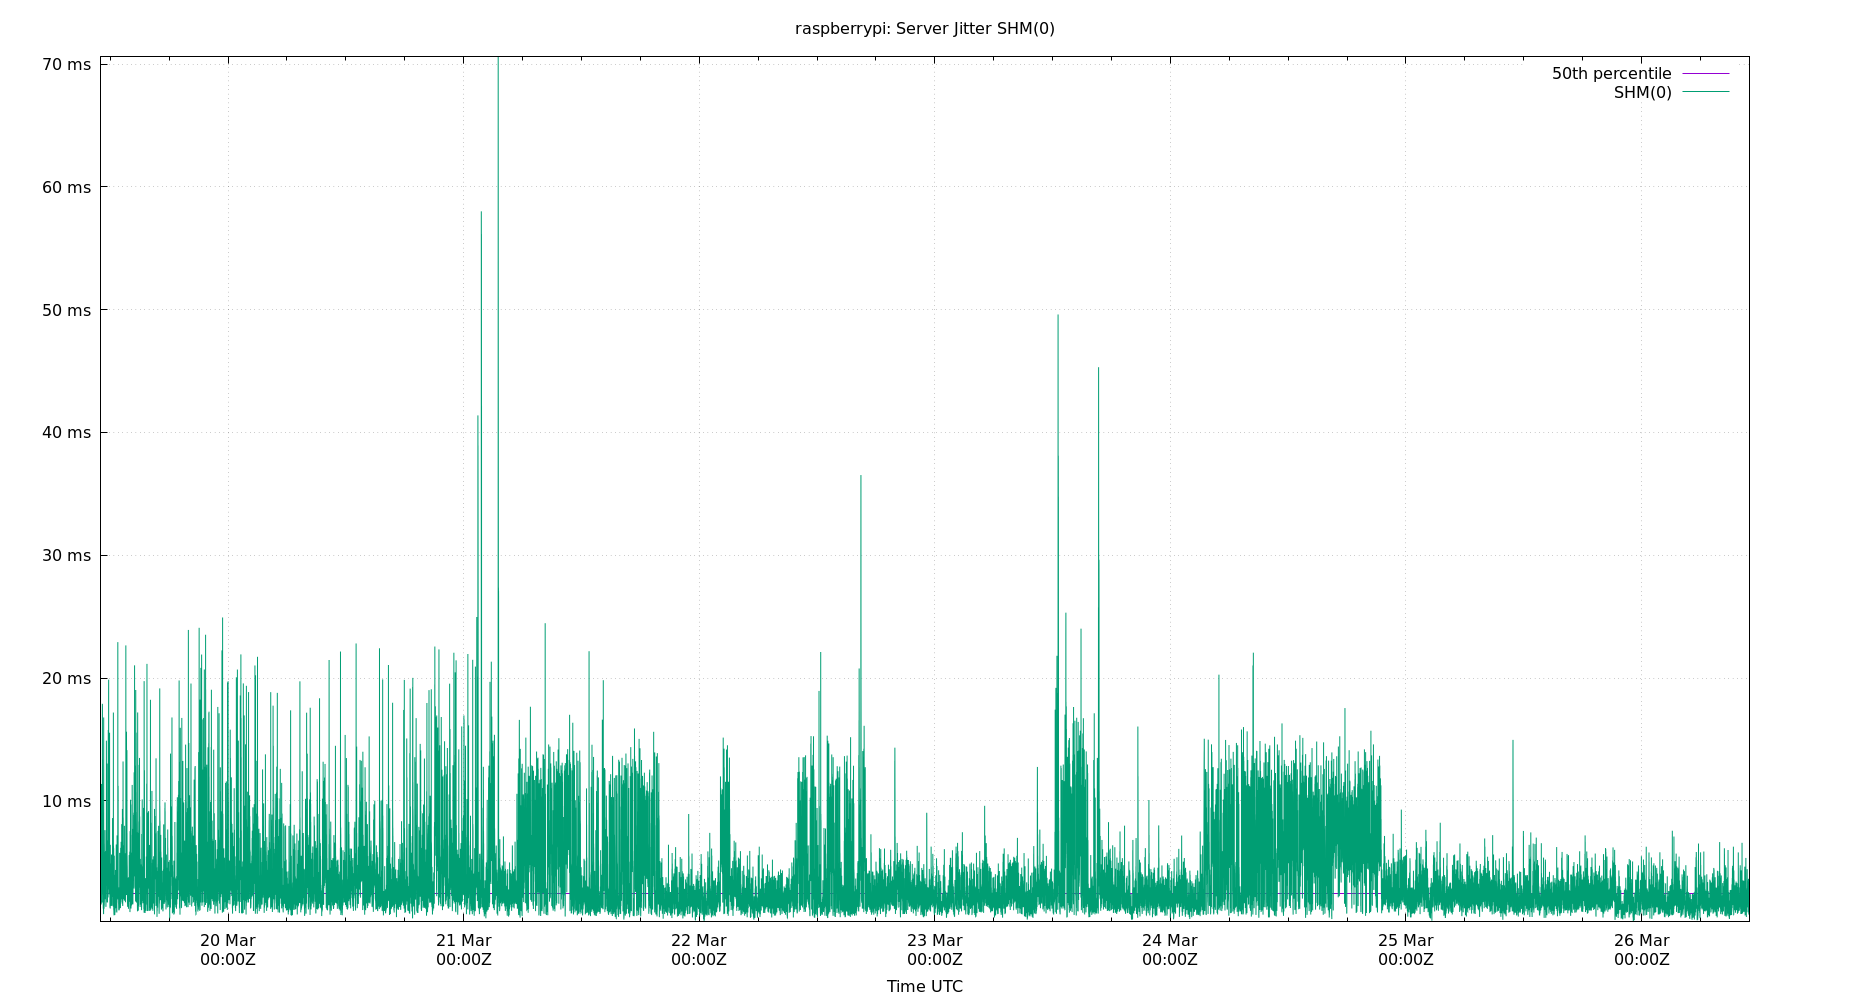 raspberrypi: Server Jitter SHM(0)
70 ms
60 ms
50 ms
40 ms
30 ms
20 ms
10 ms
50th percentile
SHM(0)
20 Mar
00:00Z
21 Mar
00:00Z
22 Mar
00:00Z
23 Mar
00:00Z
24 Mar
00:00Z
25 Mar
00:00Z
26 Mar
00:00Z
Time UTC